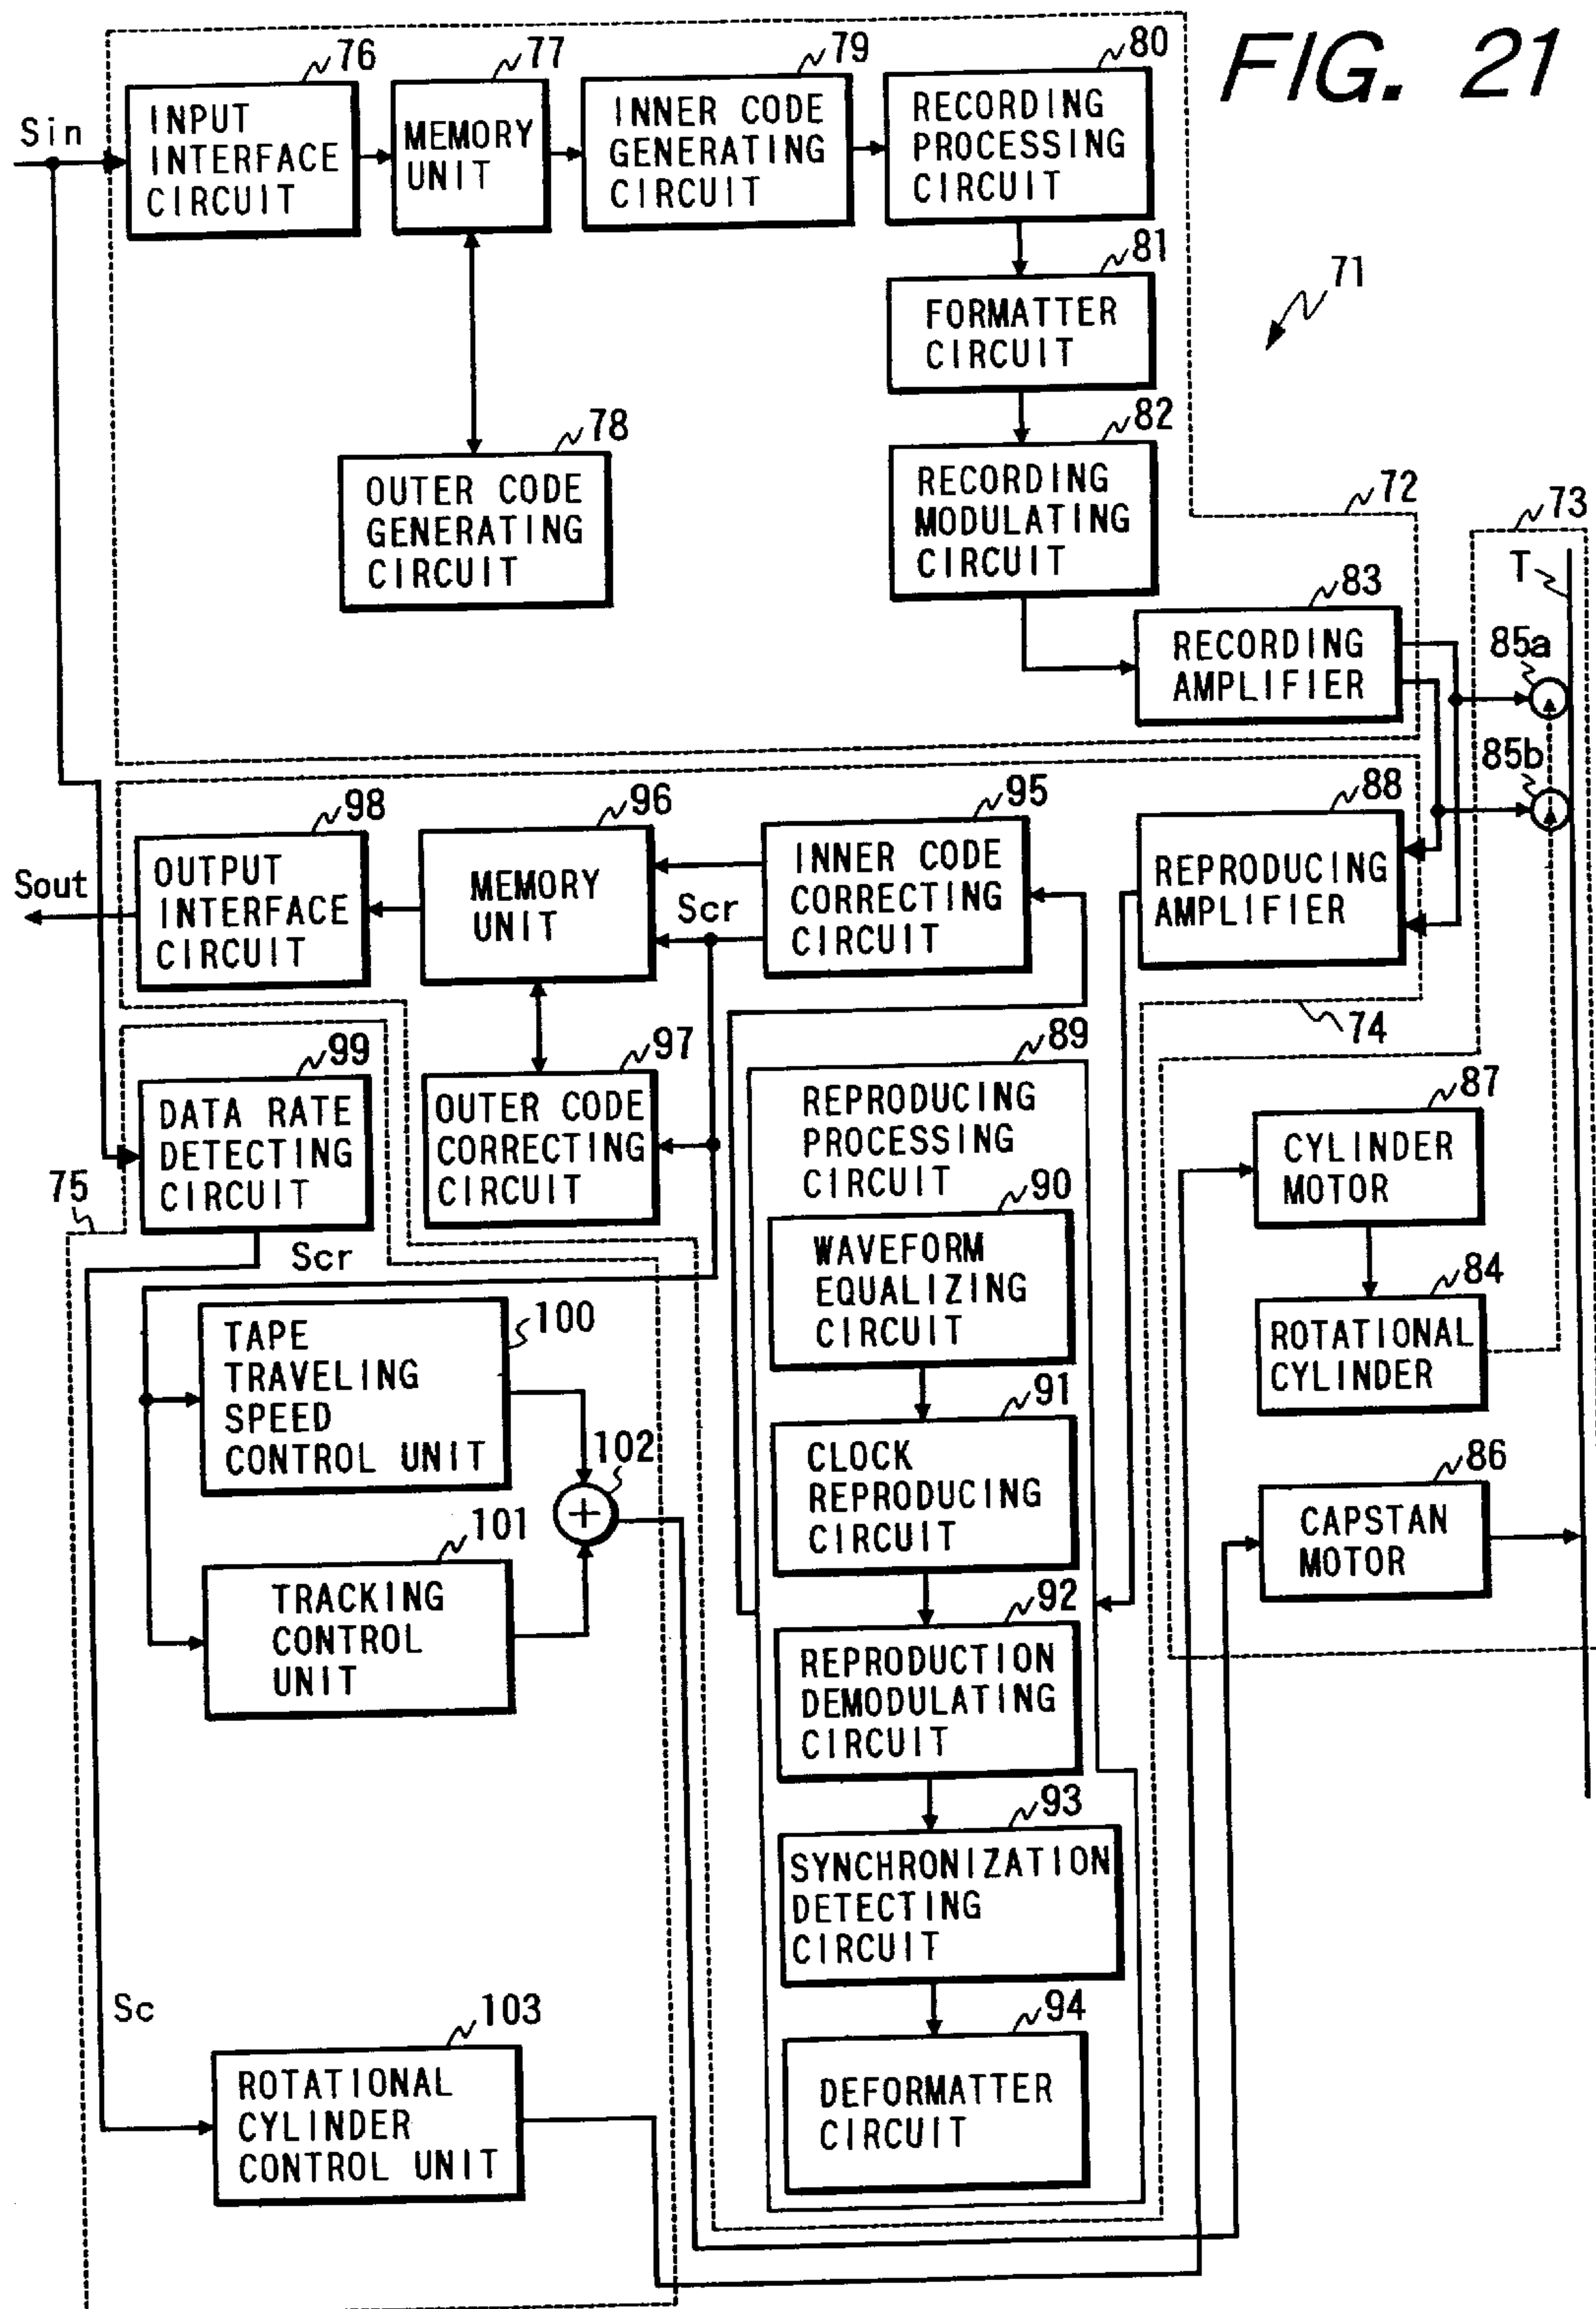 FIG. 21
76
77
79
80
Sin
INPUT
INTERFACE
CIRCUIT
MEMORY
UNIT
INNER CODE
GENERATING
CIRCUIT
RECORDING
PROCESSING
CIRCUIT
81
71
FORMATTER
CIRCUIT
78
82
OUTER CODE
GENERATING
CIRCUIT
RECORDING
MODULATING
CIRCUIT
72
73
T
83
RECORDING
AMPLIFIER
85a
85b
98
96
95
88
Sout
OUTPUT
INTERFACE
CIRCUIT
MEMORY
UNIT
Scr
INNER CODE
CORRECTING
CIRCUIT
REPRODUCING
AMPLIFIER
74
99
97
89
DATA RATE
DETECTING
CIRCUIT
OUTER CODE
CORRECTING
CIRCUIT
REPRODUCING
PROCESSING
CIRCUIT
87
CYLINDER
MOTOR
75
Scr
90
WAVEFORM
EQUALIZING
CIRCUIT
84
ROTATIONAL
CYLINDER
100
TAPE
TRAVELING
SPEED
CONTROL UNIT
91
CLOCK
REPRODUCING
CIRCUIT
102
+
86
CAPSTAN
MOTOR
101
TRACKING
CONTROL
UNIT
92
REPRODUCTION
DEMODULATING
CIRCUIT
93
SYNCHRONIZATION
DETECTING
CIRCUIT
Sc
103
ROTATIONAL
CYLINDER
CONTROL UNIT
94
DEFORMATTER
CIRCUIT